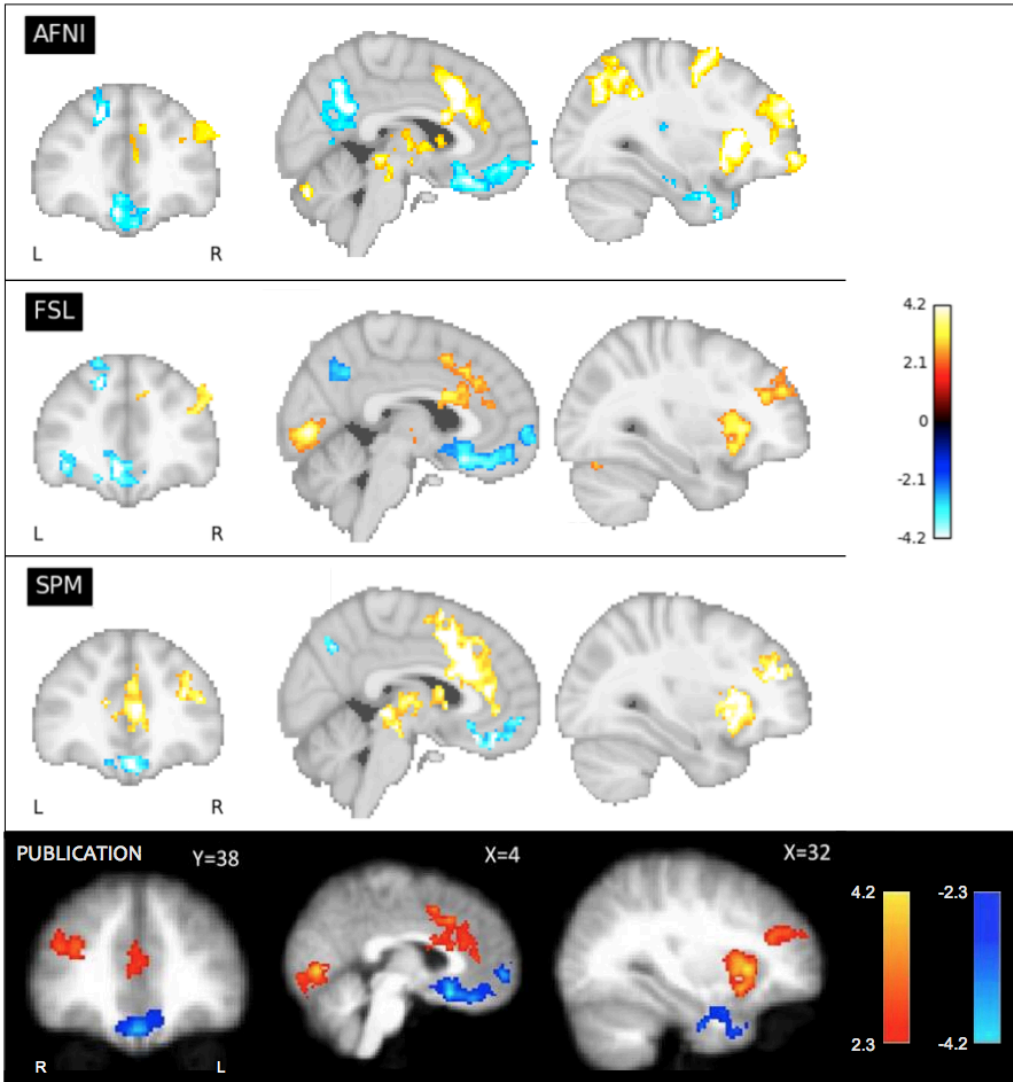 AFNI
L R
FSL
4.2
2.1
0
-2.1
-4.2
L R
SPM
L R
PUBLICATION Y=38 X=4 X=32
4.2 -2.3
2.3 -4.2
R L